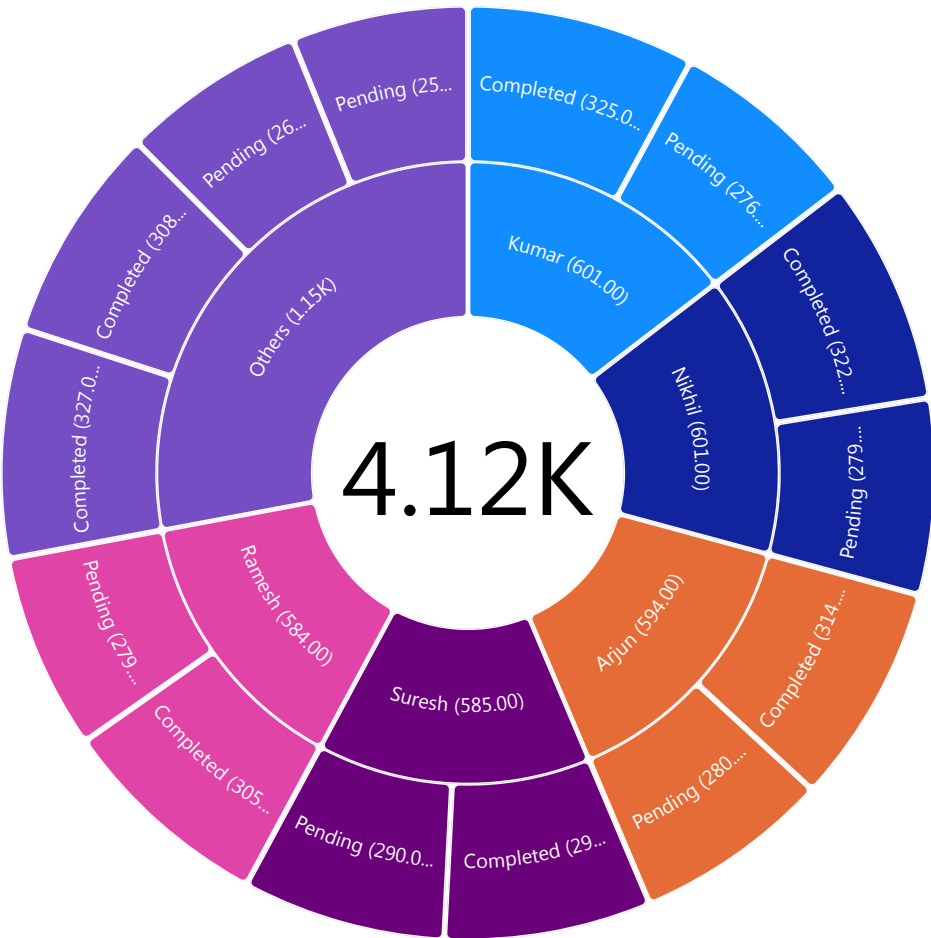 Completed (325.0...
Pending (276....
Kumar (601.00)
Completed (322....
Pending (279....
Nikhil (601.00)
Completed (314....
Pending (280....
Arjun (594.00)
Completed (29...
Pending (290.0...
Suresh (585.00)
Completed (305...
Pending (279....
Ramesh (584.00)
Completed (327.0...
Completed (308...
Pending (26...
Pending (25...
Others (1.15K)
4.12K